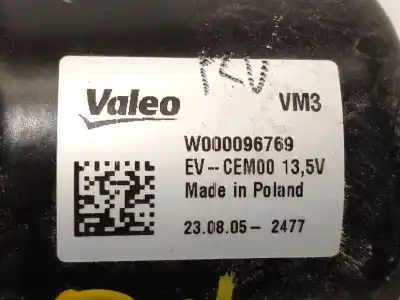 Valeo
VM3
W000096769
EV--CEM00 13,5V
Made in Poland
23.08.05- 2477